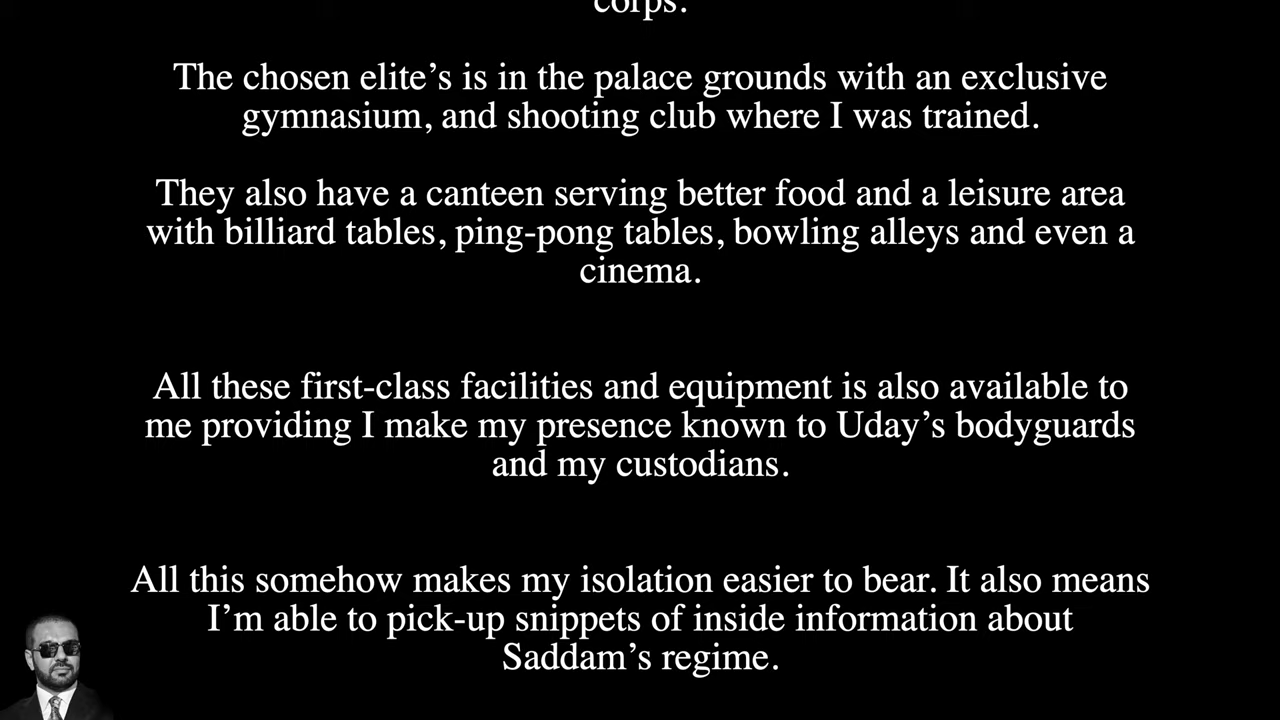 corps.
The chosen elite’s is in the palace grounds with an exclusive
gymnasium, and shooting club where I was trained.
They also have a canteen serving better food and a leisure area
with billiard tables, ping-pong tables, bowling alleys and even a
cinema.
All these first-class facilities and equipment is also available to
me providing I make my presence known to Uday’s bodyguards
and my custodians.
All this somehow makes my isolation easier to bear. It also means
I’m able to pick-up snippets of inside information about
Saddam’s regime.